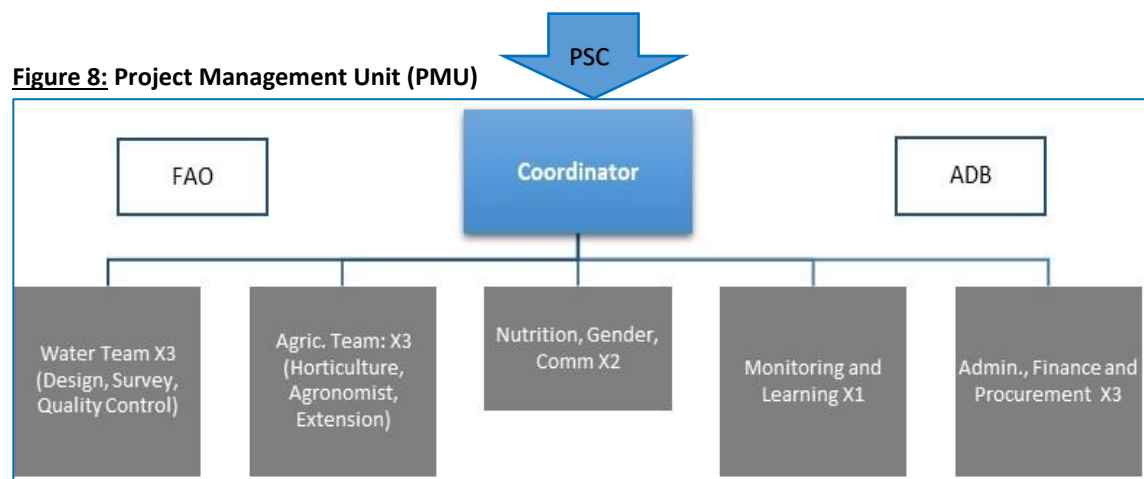 PSC
Figure 8: Project Management Unit (PMU)
FAO
Coordinator
ADB
Water Team X3
(Design, Survey,
Quality Control)
Agric. Team: X3
(Horticulture,
Agronomist,
Extension)
Nutrition, Gender,
Comm X2
Monitoring and
Learning X1
Admin., Finance and
Procurement X3